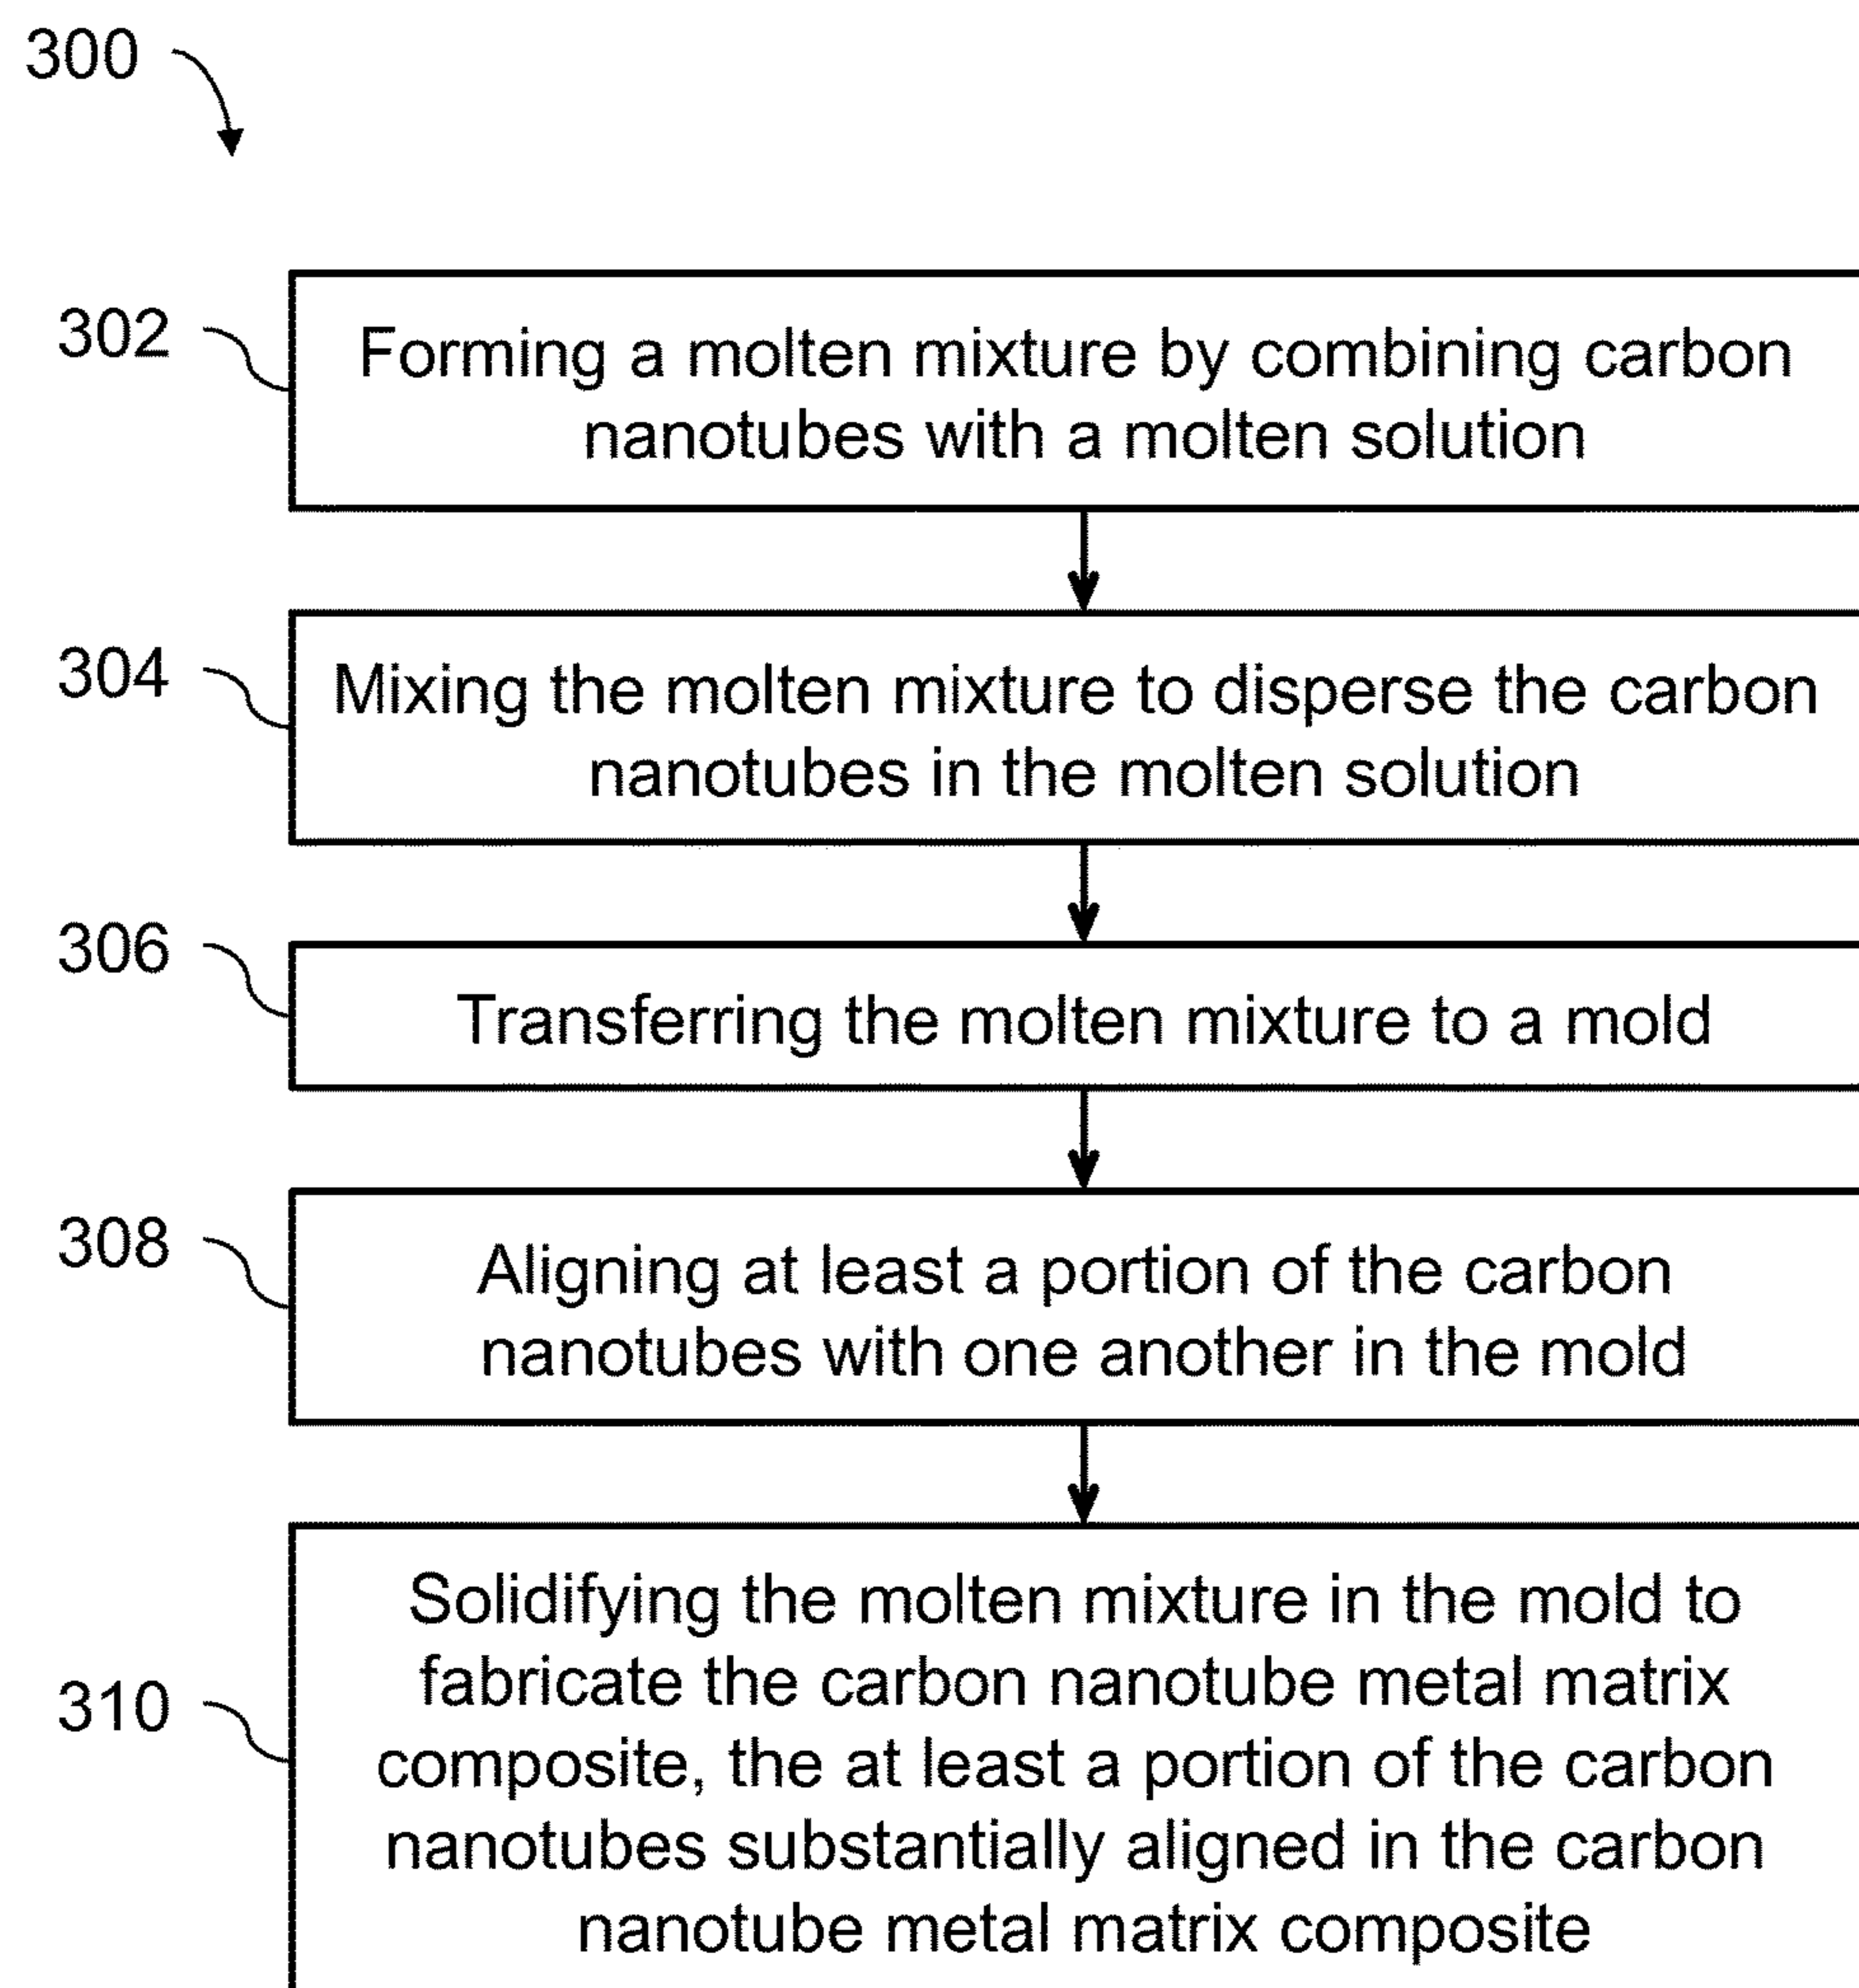 300
302
Forming a molten mixture by combining carbon
nanotubes with a molten solution
304
Mixing the molten mixture to disperse the carbon
nanotubes in the molten solution
306
Transferring the molten mixture to a mold
308
Aligning at least a portion of the carbon
nanotubes with one another in the mold
310
Solidifying the molten mixture in the mold to
fabricate the carbon nanotube metal matrix
composite, the at least a portion of the carbon
nanotubes substantially aligned in the carbon
nanotube metal matrix composite